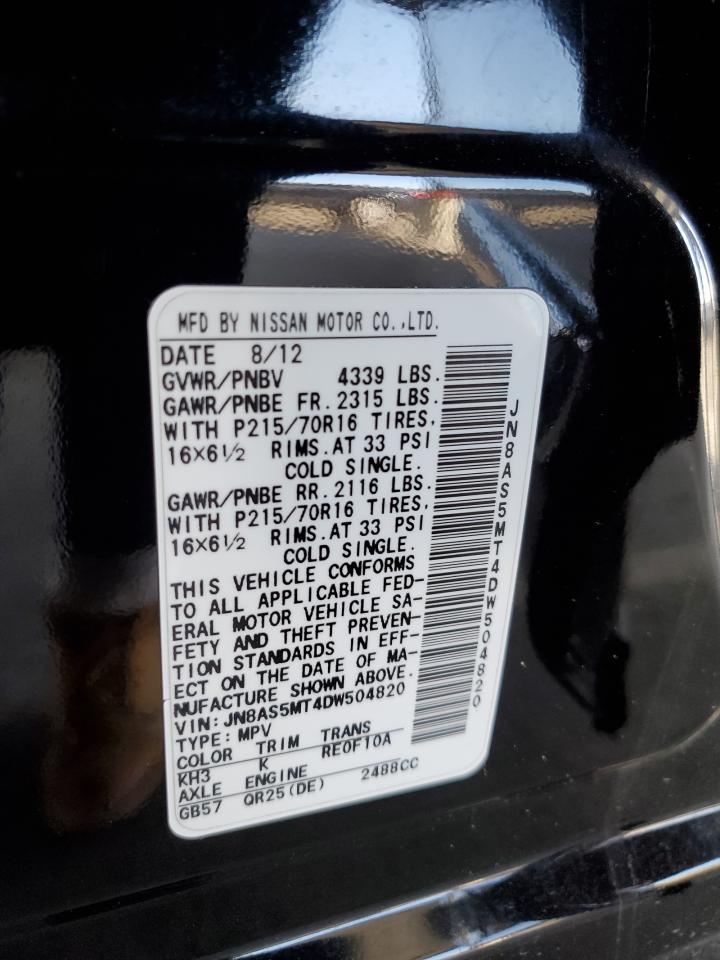 MFD BY NISSAN MOTOR CO.,LTD.
DATE 8/12
GVWR/PNBV 4339 LBS.
GAWR/PNBE FR. 2315 LBS.
WITH P215/70R16 TIRES,
16×6½ RIMS. AT 33 PSI
COLD SINGLE.
GAWR/PNBE RR. 2116 LBS.
WITH P215/70R16 TIRES,
16×6½ RIMS. AT 33 PSI
COLD SINGLE.
THIS VEHICLE CONFORMS
TO ALL APPLICABLE FED-
ERAL MOTOR VEHICLE SA-
FETY AND THEFT PREVEN-
TION STANDARDS IN EFF-
ECT ON THE DATE OF MA-
NUFACTURE SHOWN ABOVE.
VIN: JN8AS5MT4DW504820
TYPE: MPV
COLOR TRIM TRANS
KH3 K RE0F10A
AXLE ENGINE
GB57 QR25(DE) 2488CC
JN8AS5MT4DW504820